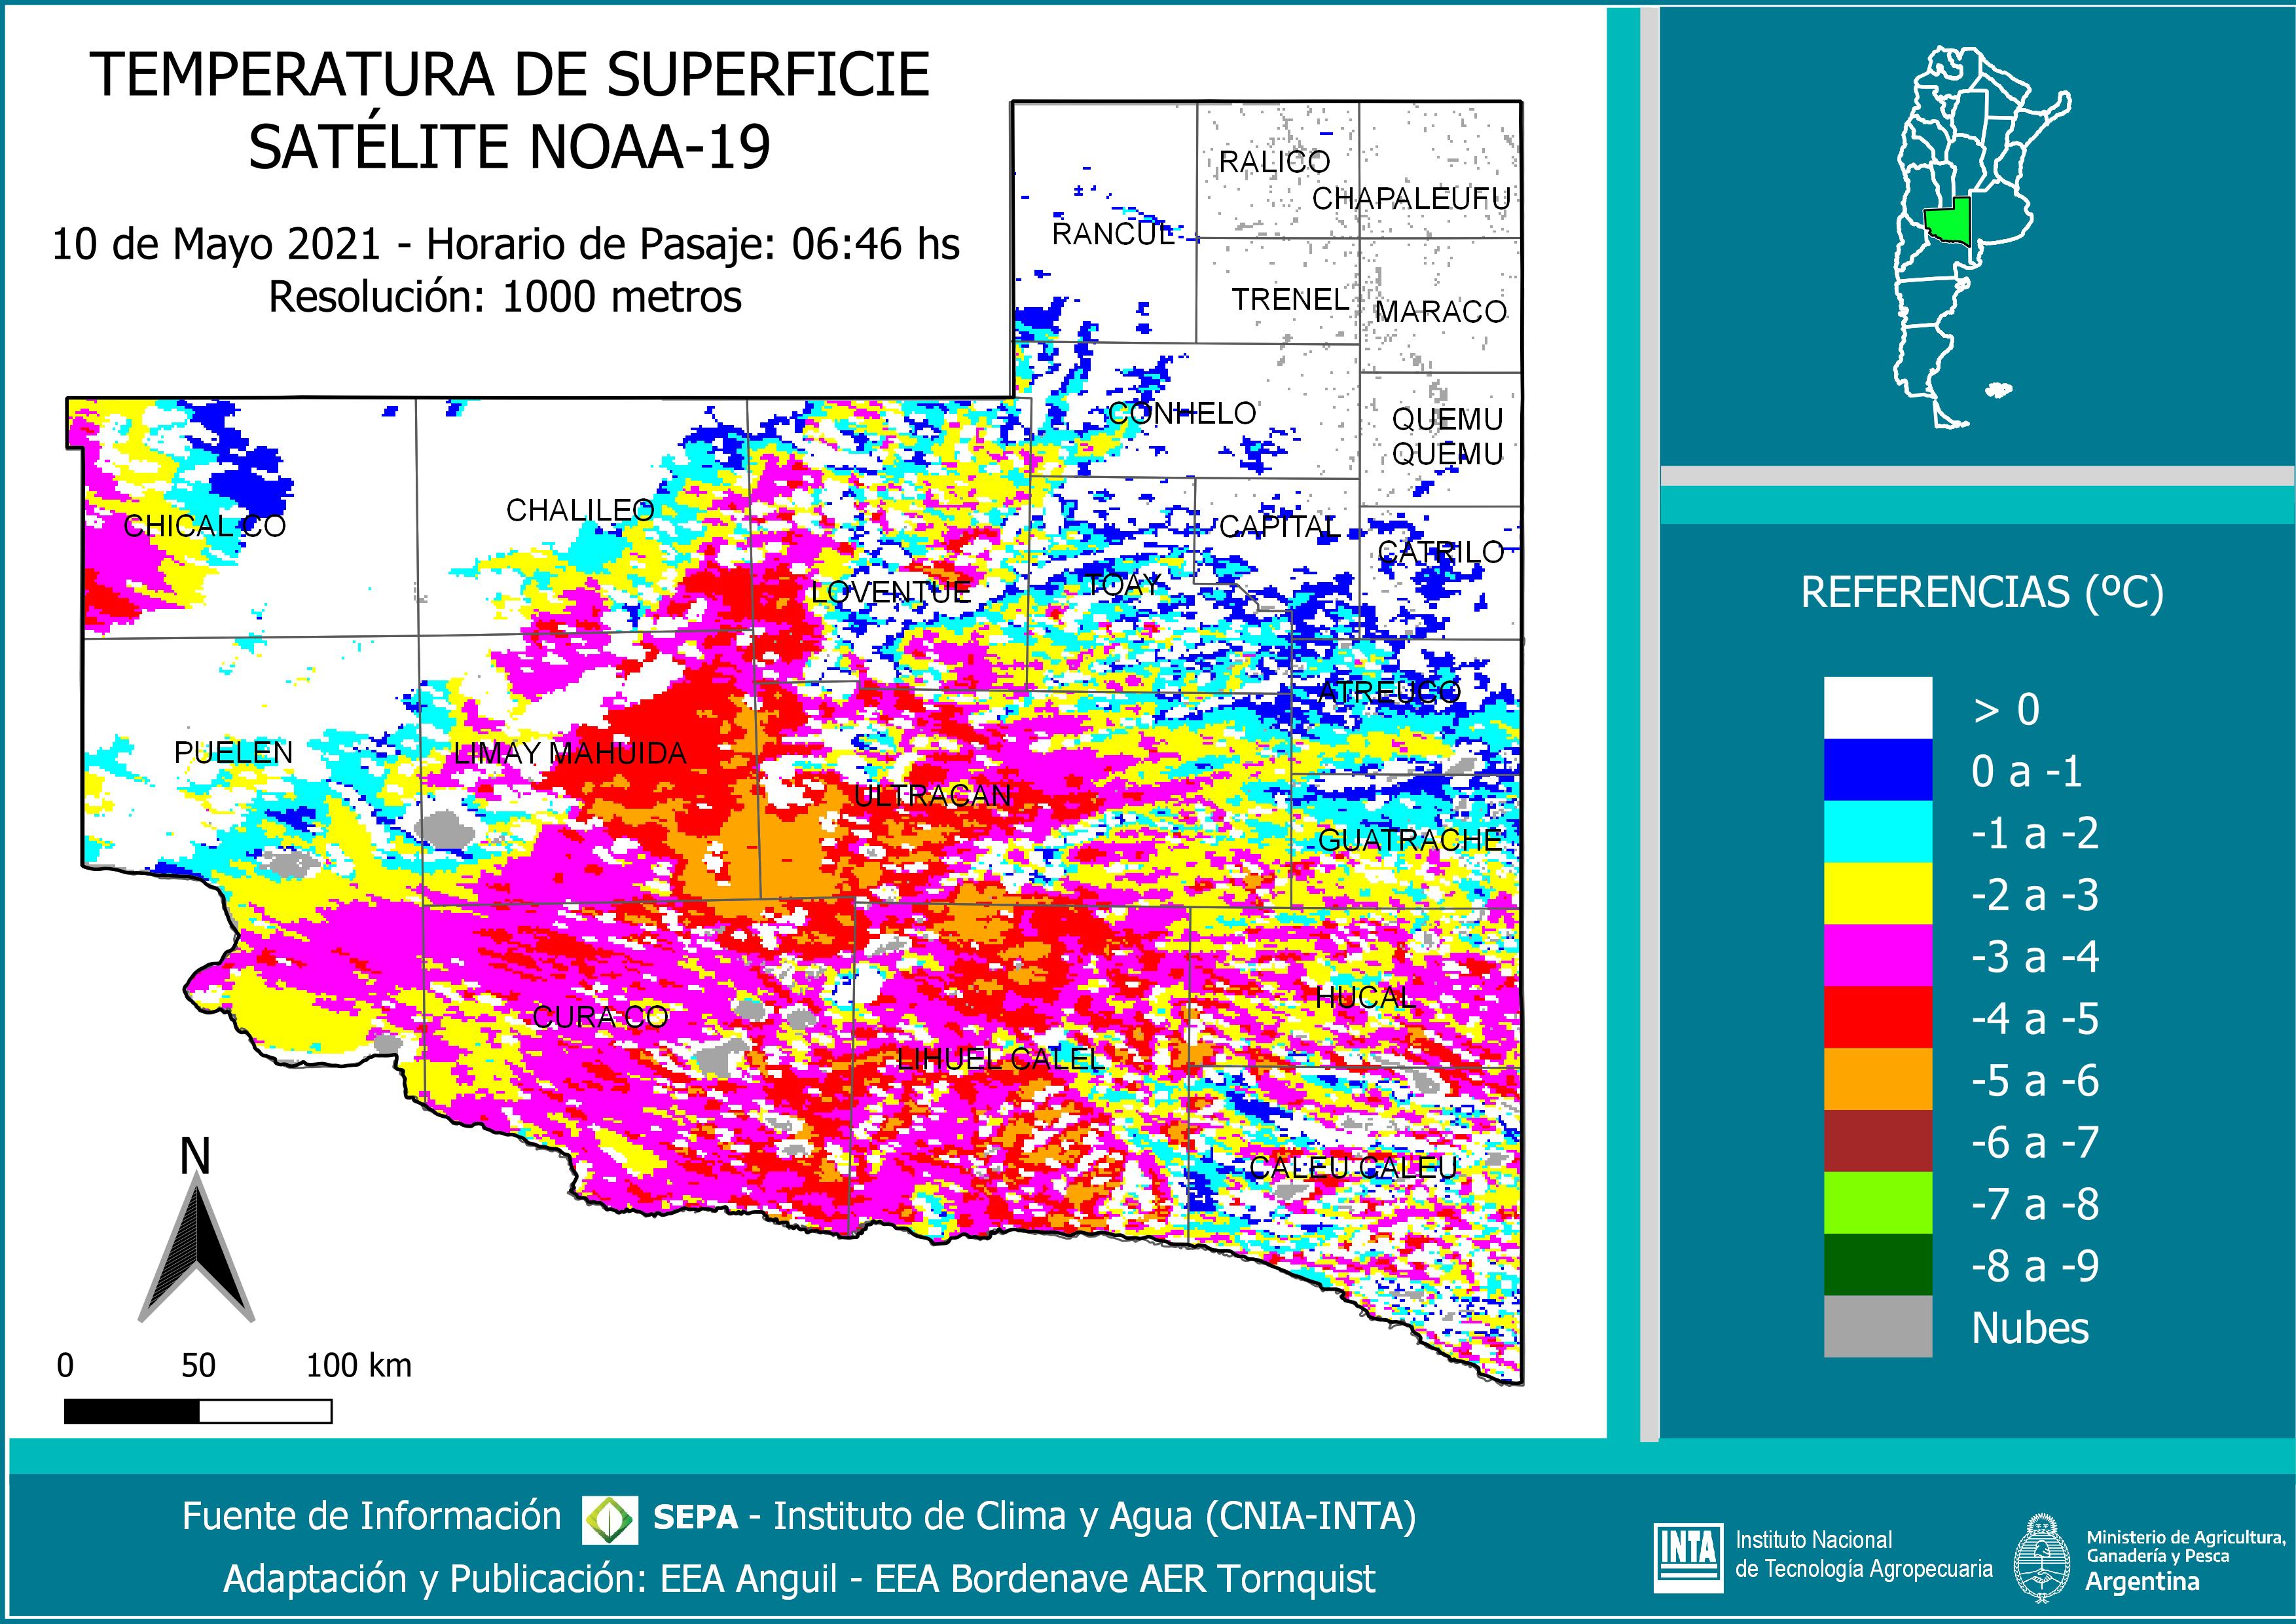 TEMPERATURA DE SUPERFICIE
SATÉLITE NOAA-19
10 de Mayo 2021 - Horario de Pasaje: 06:46 hs
Resolución: 1000 metros
RALICO
CHAPALEUFU
RANCUL
TRENEL
MARACO
CONHELO
QUEMU
QUEMU
CHALILEO
CHICAL CO
CAPITAL
CATRILO
LOVENTUE
TOAY
ATREUCO
PUELEN
LIMAY MAHUIDA
ULTRACAN
GUATRACHE
CURA CO
HUCAL
LIHUEL CALEL
CALEU CALEU
N
0 50 100 km
REFERENCIAS (ºC)
> 0
0 a -1
-1 a -2
-2 a -3
-3 a -4
-4 a -5
-5 a -6
-6 a -7
-7 a -8
-8 a -9
Nubes
Fuente de Información SEPA - Instituto de Clima y Agua (CNIA-INTA)
Adaptación y Publicación: EEA Anguil - EEA Bordenave AER Tornquist
INTA
Instituto Nacional
de Tecnología Agropecuaria
Ministerio de Agricultura,
Ganadería y Pesca
Argentina